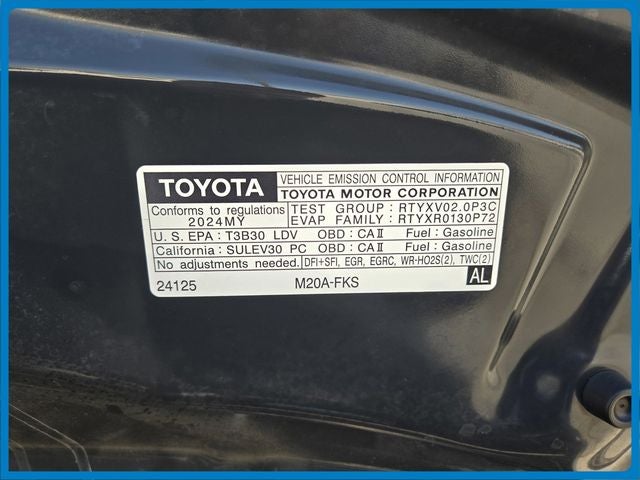 TOYOTA
VEHICLE EMISSION CONTROL INFORMATION
TOYOTA MOTOR CORPORATION
Conforms to regulations
2024MY
TEST GROUP : RTYXV02.0P3C
EVAP FAMILY : RTYXR0130P72
U. S. EPA : T3B30 LDV OBD : CAⅡ Fuel : Gasoline
California : SULEV30 PC OBD : CAⅡ Fuel : Gasoline
No adjustments needed. DFI+SFI, EGR, EGRC, WR-HO2S(2), TWC(2)
24125 M20A-FKS AL